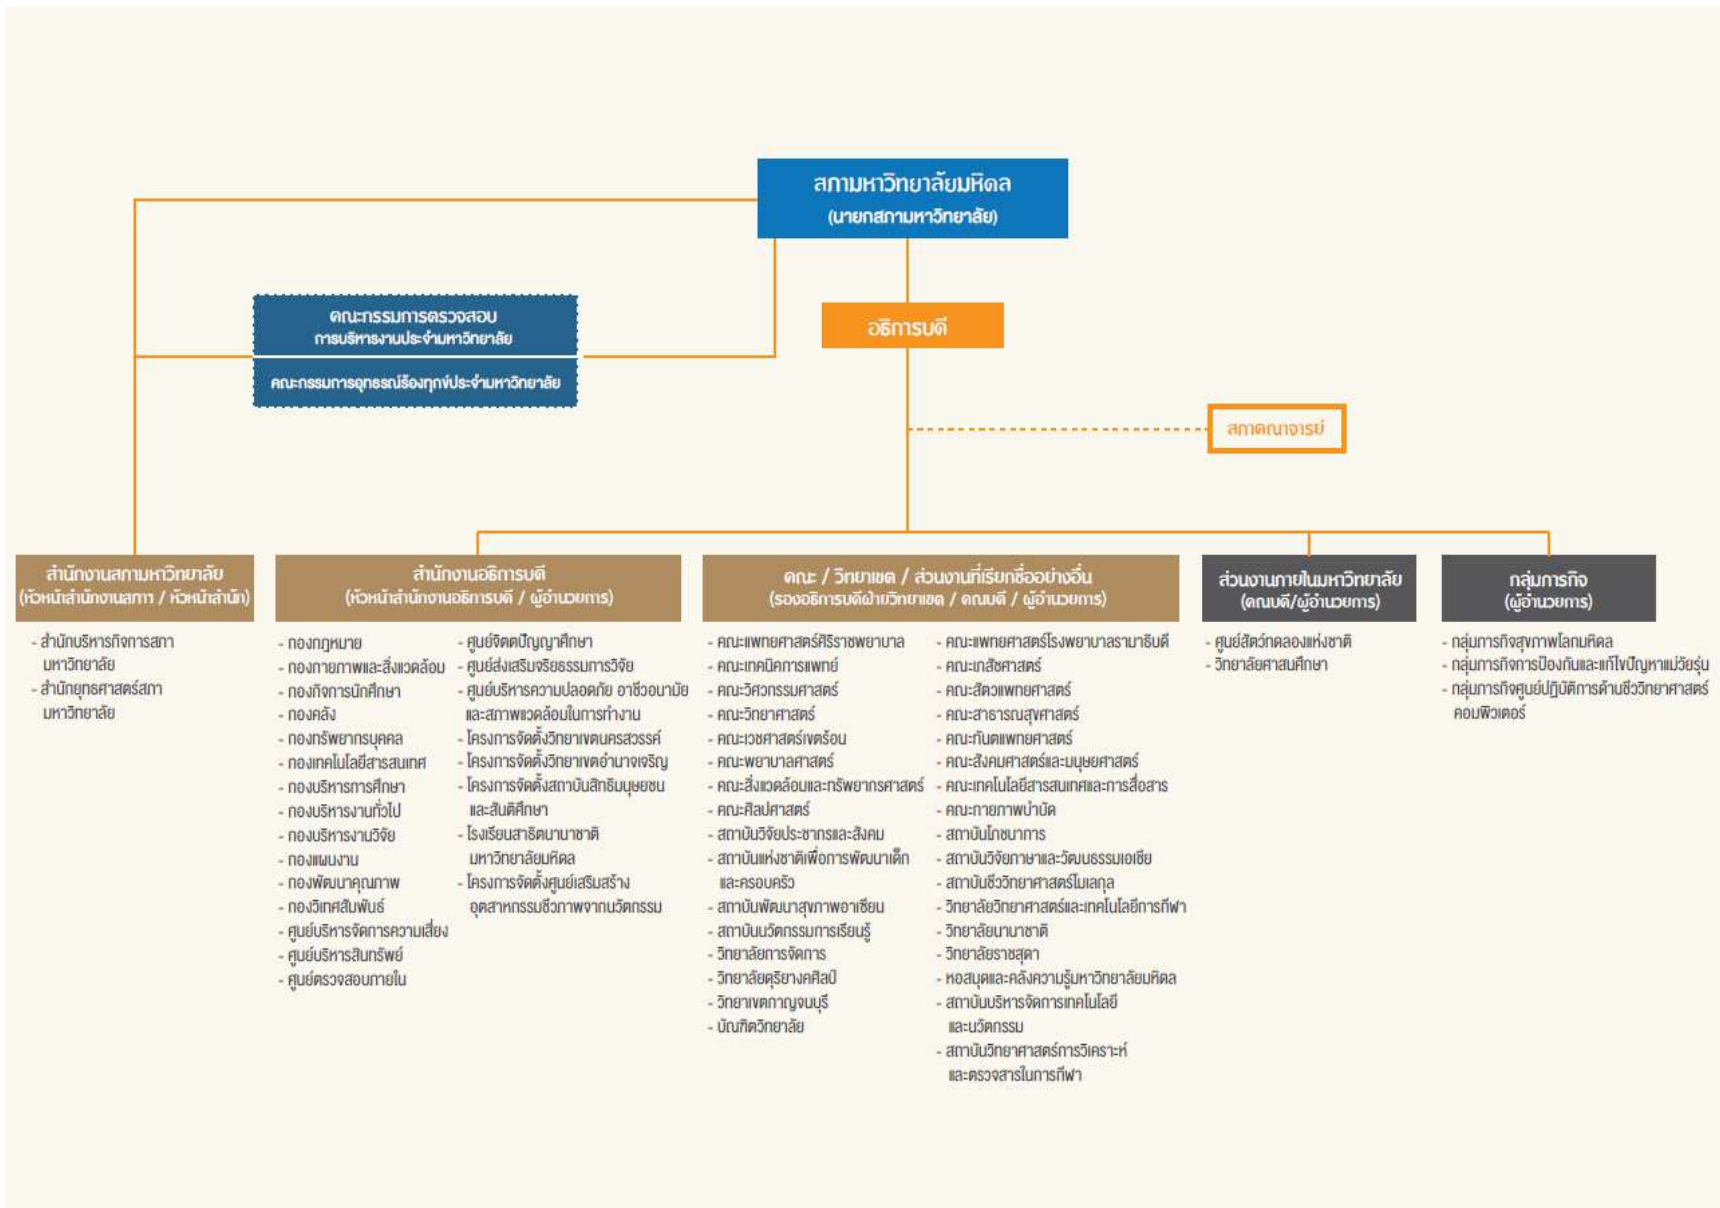 สภามหาวิทยาลัยมหิดล
(นายกสภามหาวิทยาลัย)
คณะกรรมการตรวจสอบ
การบริหารงานประจำมหาวิทยาลัย
คณะกรรมการอุทธรณ์ร้องทุกข์ประจำมหาวิทยาลัย
อธิการบดี
สภาคณาจารย์
สำนักงานสภามหาวิทยาลัย
(หัวหน้าสำนักงานสภา / หัวหน้าสำนัก)
- สำนักบริหารกิจการสภา
มหาวิทยาลัย
- สำนักยุทธศาสตร์สภา
มหาวิทยาลัย
สำนักงานอธิการบดี
(หัวหน้าสำนักงานอธิการบดี / ผู้อำนวยการ)
- กองกฎหมาย
- กองกายภาพและสิ่งแวดล้อม
- กองกิจการนักศึกษา
- กองคลัง
- กองทรัพยากรบุคคล
- กองเทคโนโลยีสารสนเทศ
- กองบริหารการศึกษา
- กองบริหารงานทั่วไป
- กองบริหารงานวิจัย
- กองแผนงาน
- กองพัฒนาคุณภาพ
- กองวิเทศสัมพันธ์
- ศูนย์บริหารจัดการความเสี่ยง
- ศูนย์บริหารสินทรัพย์
- ศูนย์ตรวจสอบภายใน
- ศูนย์จิตตปัญญาศึกษา
- ศูนย์ส่งเสริมจริยธรรมการวิจัย
- ศูนย์บริหารความปลอดภัย อาชีวอนามัย
และสภาพแวดล้อมในการทำงาน
- โครงการจัดตั้งวิทยาเขตนครสวรรค์
- โครงการจัดตั้งวิทยาเขตอำนาจเจริญ
- โครงการจัดตั้งสถาบันสิทธิมนุษยชน
และสันติศึกษา
- โรงเรียนสาธิตนานาชาติ
มหาวิทยาลัยมหิดล
- โครงการจัดตั้งศูนย์เสริมสร้าง
อุตสาหกรรมชีวภาพจากนวัตกรรม
คณะ / วิทยาเขต / ส่วนงานที่เรียกชื่ออย่างอื่น
(รองอธิการบดีฝ่ายวิทยาเขต / คณบดี / ผู้อำนวยการ)
- คณะแพทยศาสตร์ศิริราชพยาบาล
- คณะเทคนิคการแพทย์
- คณะวิศวกรรมศาสตร์
- คณะวิทยาศาสตร์
- คณะเวชศาสตร์เขตร้อน
- คณะพยาบาลศาสตร์
- คณะสิ่งแวดล้อมและทรัพยากรศาสตร์
- คณะศิลปศาสตร์
- สถาบันวิจัยประชากรและสังคม
- สถาบันแห่งชาติเพื่อการพัฒนาเด็ก
และครอบครัว
- สถาบันพัฒนาสุขภาพอาเซียน
- สถาบันนวัตกรรมการเรียนรู้
- วิทยาลัยการจัดการ
- วิทยาลัยดุริยางคศิลป์
- วิทยาเขตกาญจนบุรี
- บัณฑิตวิทยาลัย
- คณะแพทยศาสตร์โรงพยาบาลรามาธิบดี
- คณะเภสัชศาสตร์
- คณะสัตวแพทยศาสตร์
- คณะสาธารณสุขศาสตร์
- คณะทันตแพทยศาสตร์
- คณะสังคมศาสตร์และมนุษยศาสตร์
- คณะเทคโนโลยีสารสนเทศและการสื่อสาร
- คณะกายภาพบำบัด
- สถาบันโภชนาการ
- สถาบันวิจัยภาษาและวัฒนธรรมเอเชีย
- สถาบันชีววิทยาศาสตร์โมเลกุล
- วิทยาลัยวิทยาศาสตร์และเทคโนโลยีการกีฬา
- วิทยาลัยนานาชาติ
- วิทยาลัยราชสุดา
- หอสมุดและคลังความรู้มหาวิทยาลัยมหิดล
- สถาบันบริหารจัดการเทคโนโลยี
และนวัตกรรม
- สถาบันวิทยาศาสตร์การวิเคราะห์
และตรวจสารในการกีฬา
ส่วนงานภายในมหาวิทยาลัย
(คณบดี/ผู้อำนวยการ)
- ศูนย์สัตว์ทดลองแห่งชาติ
- วิทยาลัยศาสนศึกษา
กลุ่มภารกิจ
(ผู้อำนวยการ)
- กลุ่มภารกิจสุขภาพโลกมหิดล
- กลุ่มภารกิจการป้องกันและแก้ไขปัญหาแม่วัยรุ่น
- กลุ่มภารกิจศูนย์ปฏิบัติการด้านชีววิทยาศาสตร์
คอมพิวเตอร์